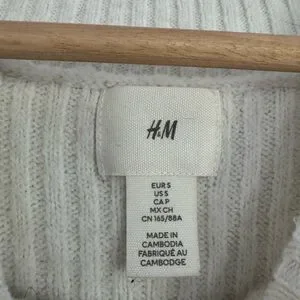 H&M
EUR S
US S
CA P
MX CH
CN 165/88A
MADE IN
CAMBODIA
FABRIQUÉ AU
CAMBODGE